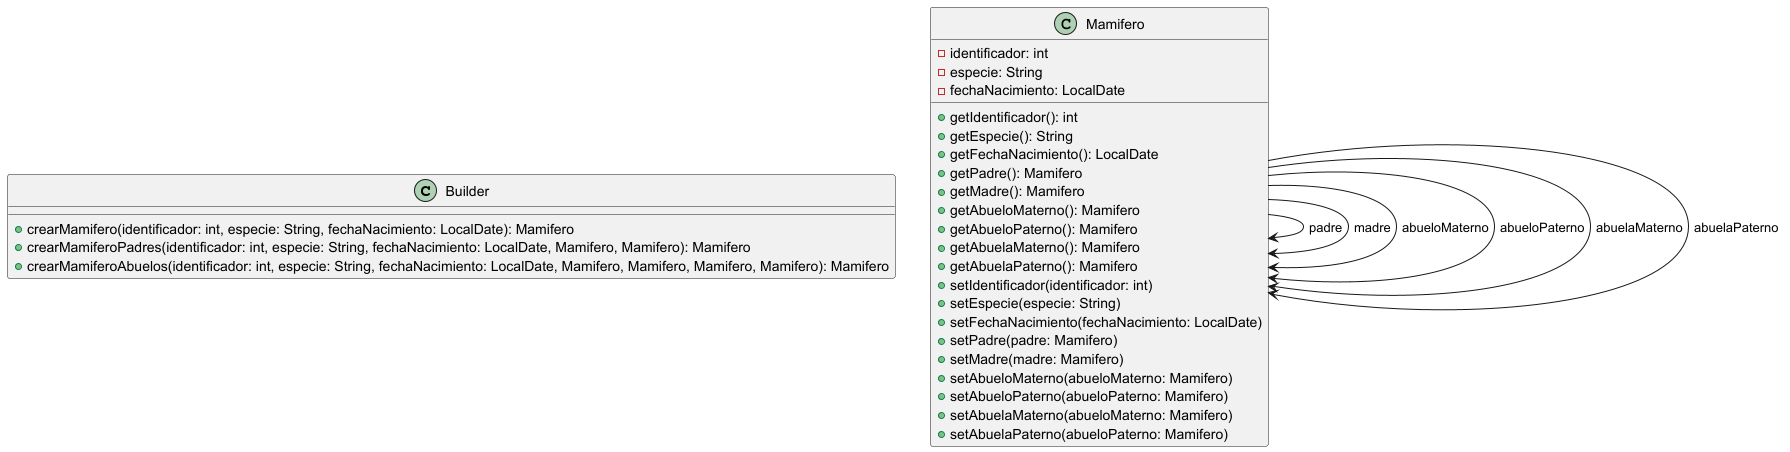 Builder
crearMamifero(identificador: int, especie: String, fechaNacimiento: LocalDate): Mamifero
crearMamiferoPadres(identificador: int, especie: String, fechaNacimiento: LocalDate, Mamifero, Mamifero): Mamifero
crearMamiferoAbuelos(identificador: int, especie: String, fechaNacimiento: LocalDate, Mamifero, Mamifero, Mamifero, Mamifero): Mamifero
Mamifero
identificador: int
especie: String
fechaNacimiento: LocalDate
getIdentificador(): int
getEspecie(): String
getFechaNacimiento(): LocalDate
getPadre(): Mamifero
getMadre(): Mamifero
getAbueloMaterno(): Mamifero
getAbueloPaterno(): Mamifero
getAbuelaMaterno(): Mamifero
getAbuelaPaterno(): Mamifero
setIdentificador(identificador: int)
setEspecie(especie: String)
setFechaNacimiento(fechaNacimiento: LocalDate)
setPadre(padre: Mamifero)
setMadre(madre: Mamifero)
setAbueloMaterno(abueloMaterno: Mamifero)
setAbueloPaterno(abueloPaterno: Mamifero)
setAbuelaMaterno(abueloMaterno: Mamifero)
setAbuelaPaterno(abueloPaterno: Mamifero)
padre
madre
abueloMaterno
abueloPaterno
abuelaMaterno
abuelaPaterno